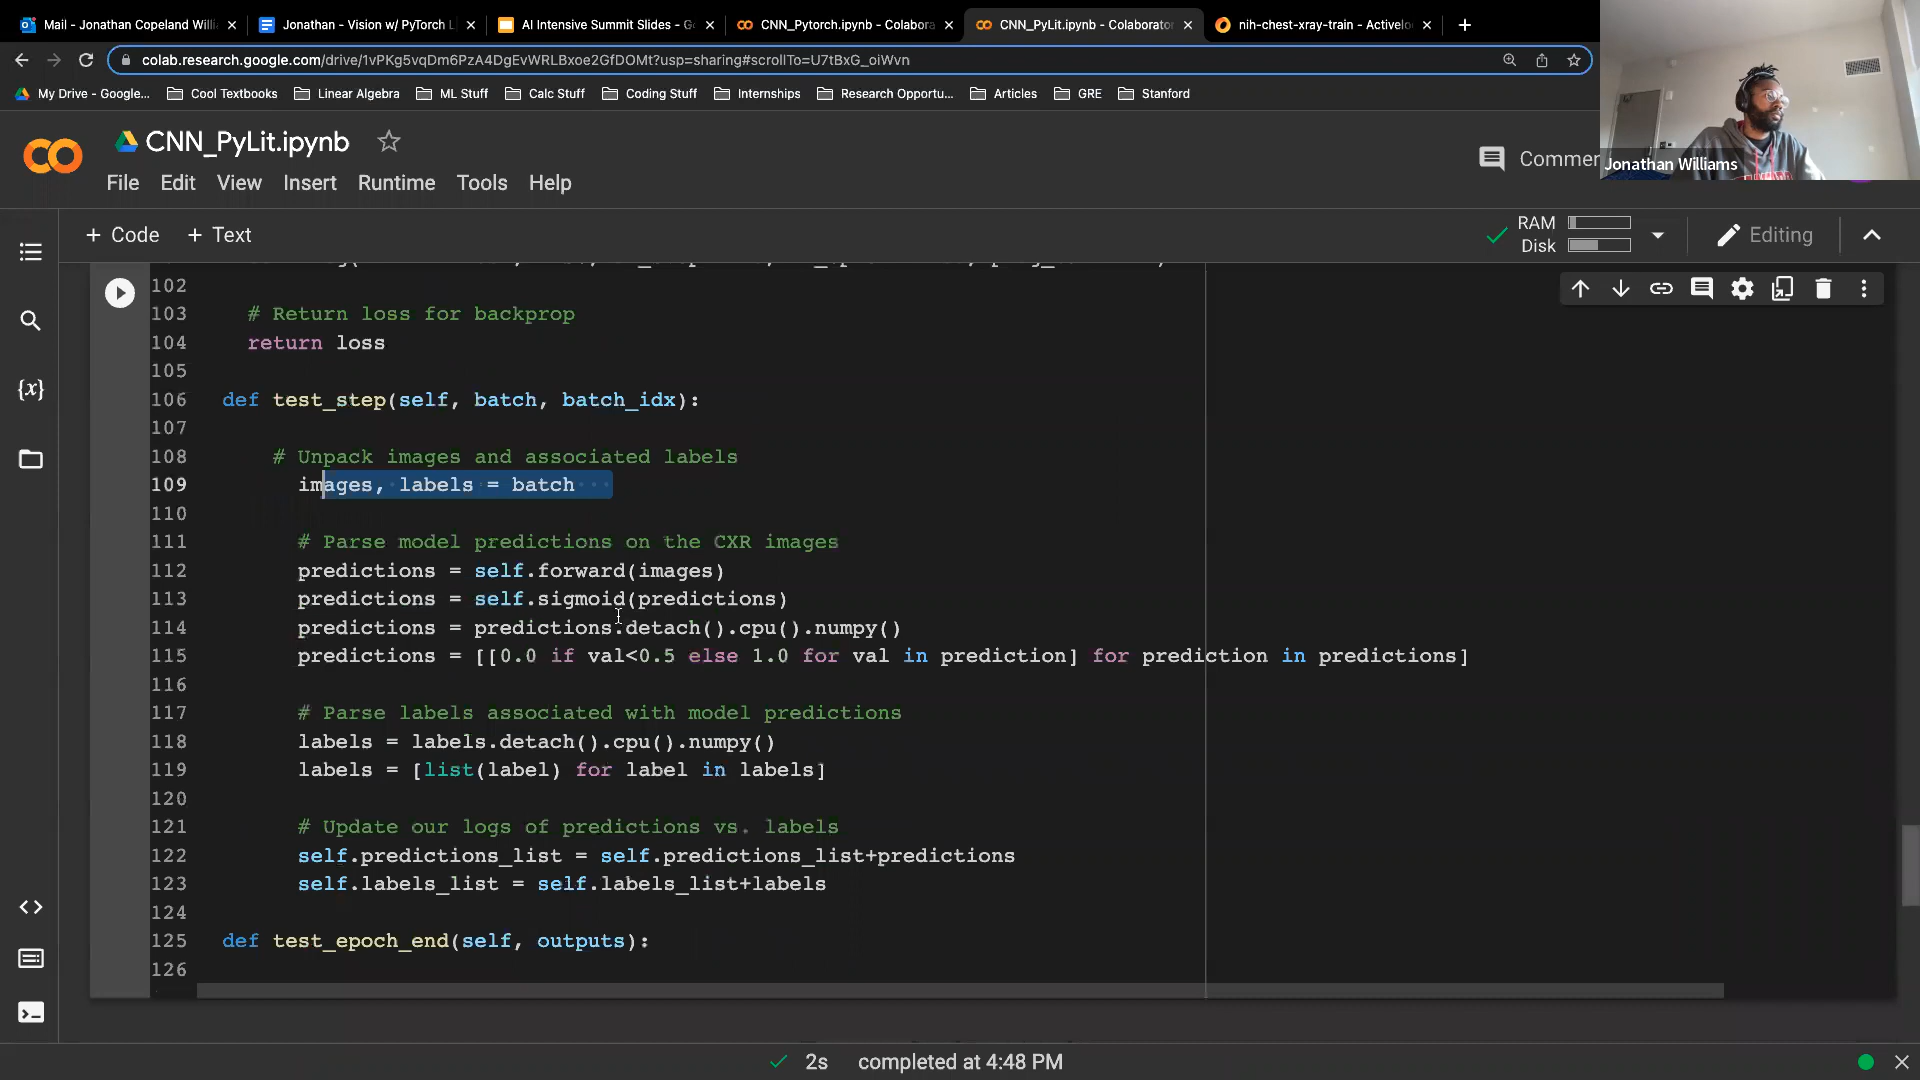 Mail - Jonathan Copeland Willi
Jonathan - Vision w/ PyTorch L
AI Intensive Summit Slides - Go
CNN_Pytorch.ipynb - Colabora
CNN_PyLit.ipynb - Colaborator
nih-chest-xray-train - Activelo
colab.research.google.com/drive/1vPKg5vqDm6PzA4DgEvWRLBxoe2GfDOMt?usp=sharing#scrollTo=U7tBxG_oiWvn
My Drive - Google...
Cool Textbooks
Linear Algebra
ML Stuff
Calc Stuff
Coding Stuff
Internships
Research Opportu...
Articles
GRE
Stanford
CNN_PyLit.ipynb
Commer
Jonathan Williams
File Edit View Insert Runtime Tools Help
+ Code + Text
RAM
Disk
Editing
102
103 # Return loss for backprop
104 return loss
105
106 def test_step(self, batch, batch_idx):
107
108 # Unpack images and associated labels
109 images, labels = batch
110
111 # Parse model predictions on the CXR images
112 predictions = self.forward(images)
113 predictions = self.sigmoid(predictions)
114 predictions = predictions.detach().cpu().numpy()
115 predictions = [[0.0 if val<0.5 else 1.0 for val in prediction] for prediction in predictions]
116
117 # Parse labels associated with model predictions
118 labels = labels.detach().cpu().numpy()
119 labels = [list(label) for label in labels]
120
121 # Update our logs of predictions vs. labels
122 self.predictions_list = self.predictions_list+predictions
123 self.labels_list = self.labels_list+labels
124
125 def test_epoch_end(self, outputs):
126
2s completed at 4:48 PM